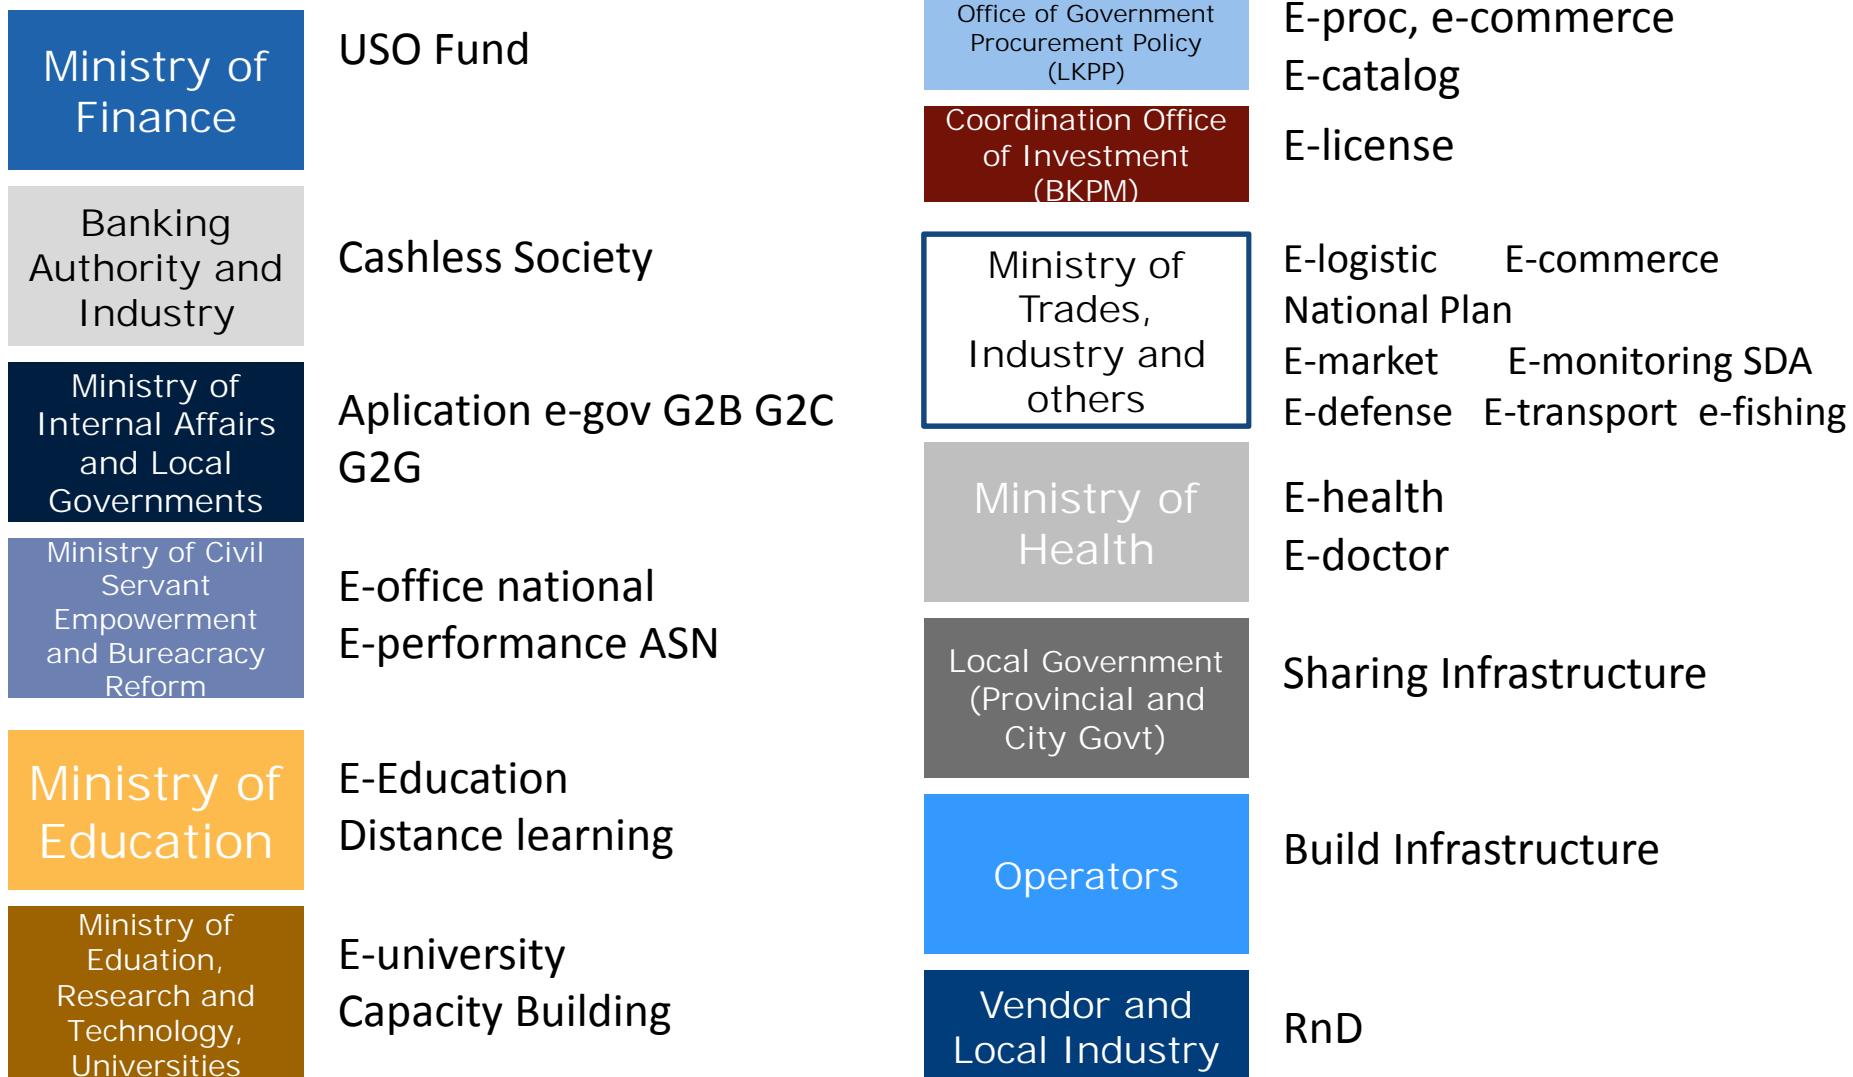 Ministry of
Finance
USO Fund
Banking
Authority and
Industry
Cashless Society
Ministry of
Internal Affairs
and Local
Governments
Aplication e-gov G2B G2C
G2G
Ministry of Civil
Servant
Empowerment
and Bureacracy
Reform
E-office national
E-performance ASN
Ministry of
Education
E-Education
Distance learning
Ministry of
Eduation,
Research and
Technology,
Universities
E-university
Capacity Building
Office of Government
Procurement Policy
(LKPP)
E-proc, e-commerce
E-catalog
Coordination Office
of Investment
(BKPM)
E-license
Ministry of
Trades,
Industry and
others
E-logistic E-commerce
National Plan
E-market E-monitoring SDA
E-defense E-transport e-fishing
Ministry of
Health
E-health
E-doctor
Local Government
(Provincial and
City Govt)
Sharing Infrastructure
Operators
Build Infrastructure
Vendor and
Local Industry
RnD